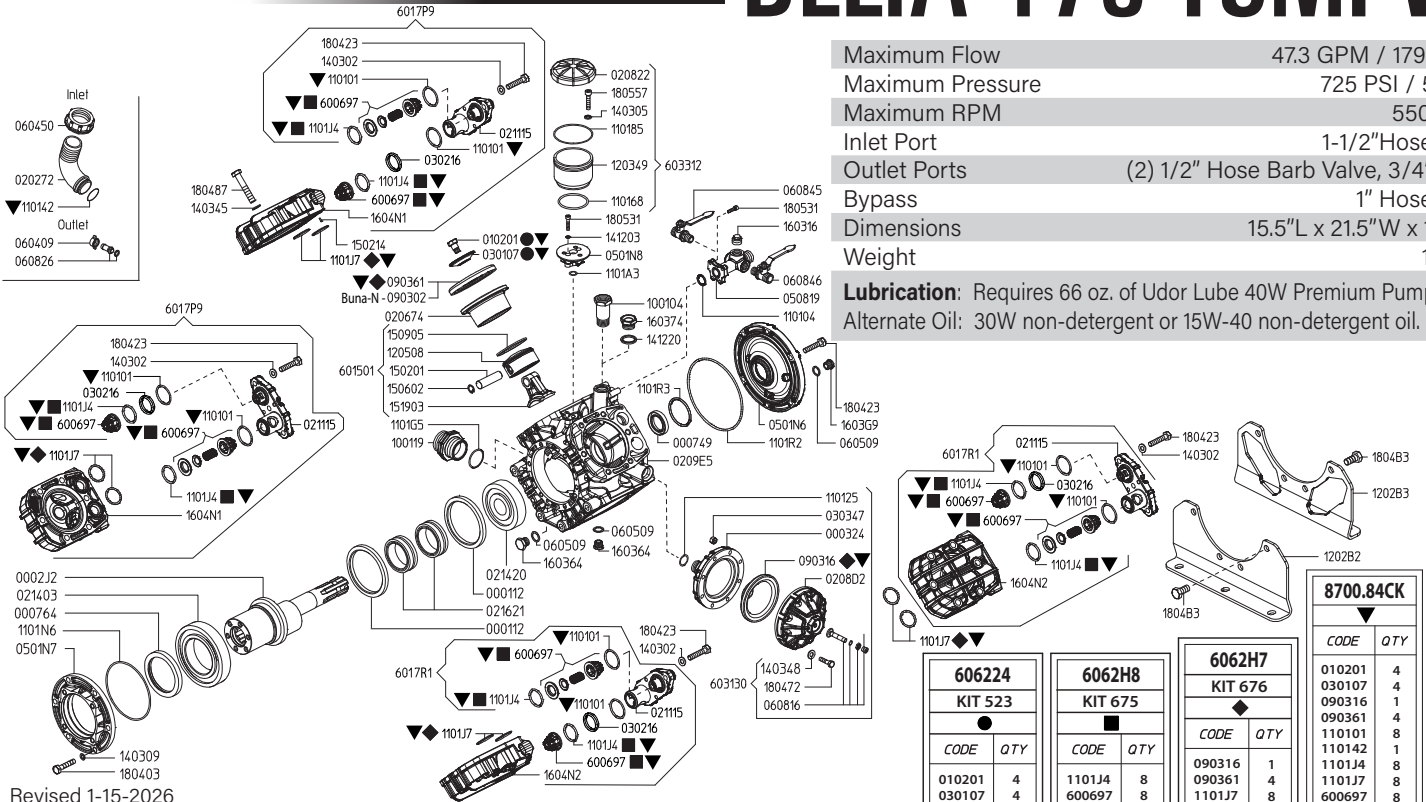 6017P9
180423
140302
▼110101
▼■ 600697
▼■ 1101J4
021115
110101▼
030216
1101J4■▼
600697■▼
1604N1
180487
140345
150214
1101J7◆▼
Inlet
060450
020272
▼110142
Outlet
060409
060826
020822
180557
140305
110185
120349
603312
110168
180531
141203
0501N8
1101A3
010201●▼
030107●▼
▼◆090361
Buna-N - 090302
020674
150905
120508
601501
150201
150602
151903
1101G5
100119
100104
160374
141220
060845
180531
160316
060846
050819
110104
Maximum Flow 47.3 GPM / 179
Maximum Pressure 725 PSI /
Maximum RPM 550
Inlet Port 1-1/2"Hose
Outlet Ports (2) 1/2" Hose Barb Valve, 3/4"
Bypass 1" Hose
Dimensions 15.5"L x 21.5"W x
Weight 1
Lubrication: Requires 66 oz. of Udor Lube 40W Premium Pump
Alternate Oil: 30W non-detergent or 15W-40 non-detergent oil.
6017P9
180423
140302
▼110101
030216
▼■1101J4
▼■ 600697
▼110101
▼■ 600697
021115
▼◆ 1101J7
1101J4■▼
1604N1
1101R3
000749
0209E5
0501N6
1101R2
180423
1603G9
060509
060509
160364
060509
160364
021420
000112
021621
000112
0002J2
021403
000764
1101N6
0501N7
140309
180403
Revised 1-15-2026
110125
030347
000324
090316◆▼
0208D2
140348
180472
603130
060816
6017R1
▼110101
▼■ 600697
▼■1101J4
180423
140302
▼110101
021115
030216
1101J4■▼
600697■▼
▼◆ 1101J7
1604N2
6017R1
021115
180423
140302
▼110101
▼■ 1101J4
030216
▼■ 600697
▼110101
▼■ 600697
1101J4■▼
1604N2
1101J7◆▼
1804B3
1202B3
1202B2
1804B3
606224
KIT 523
●
CODE QTY
010201 4
030107 4
6062H8
KIT 675
■
CODE QTY
1101J4 8
600697 8
6062H7
KIT 676
◆
CODE QTY
090316 1
090361 4
1101J7 8
8700.84CK
▼
CODE QTY
010201 4
030107 4
090316 1
090361 4
110101 8
110142 1
1101J4 8
1101J7 8
600697 8